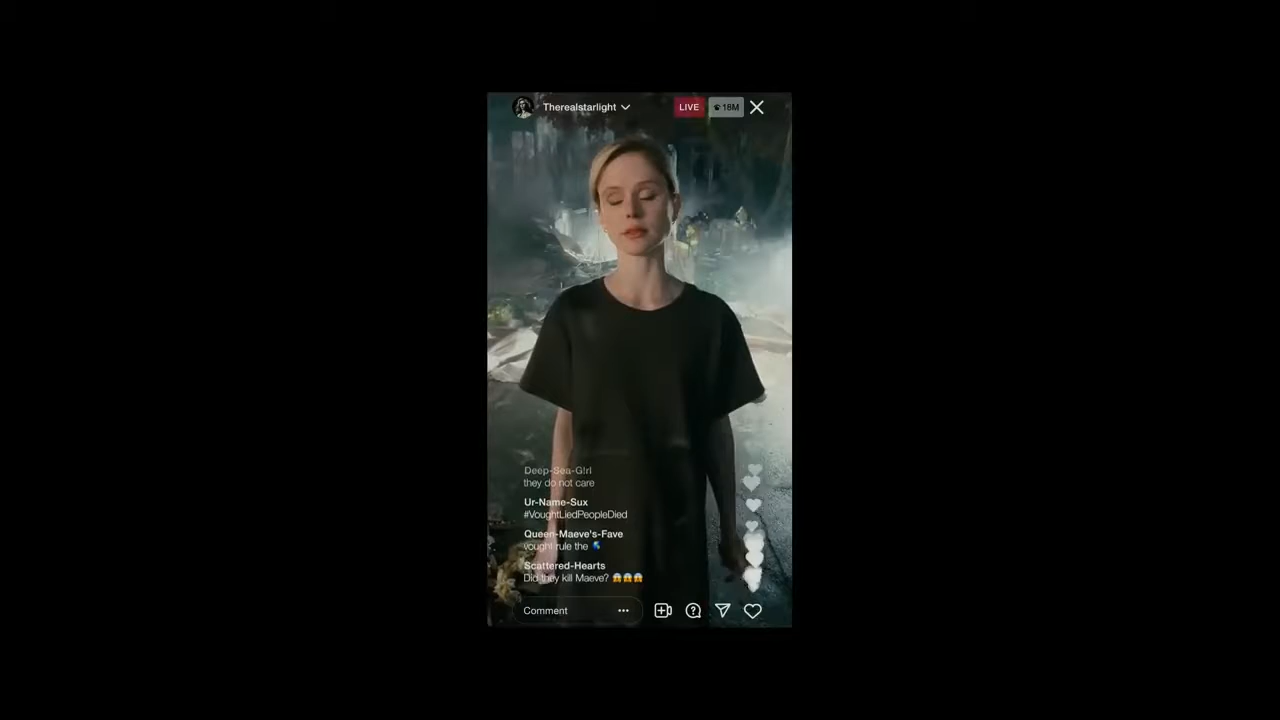 Therealstarlight
LIVE
18M
Deep-Sea-G!rl
they do not care
Ur-Name-Sux
#VoughtLiedPeopleDied
Queen-Maeve's-Fave
vought rule the 🌎
Scattered-Hearts
Did they kill Maeve? 😱😱😱
Comment